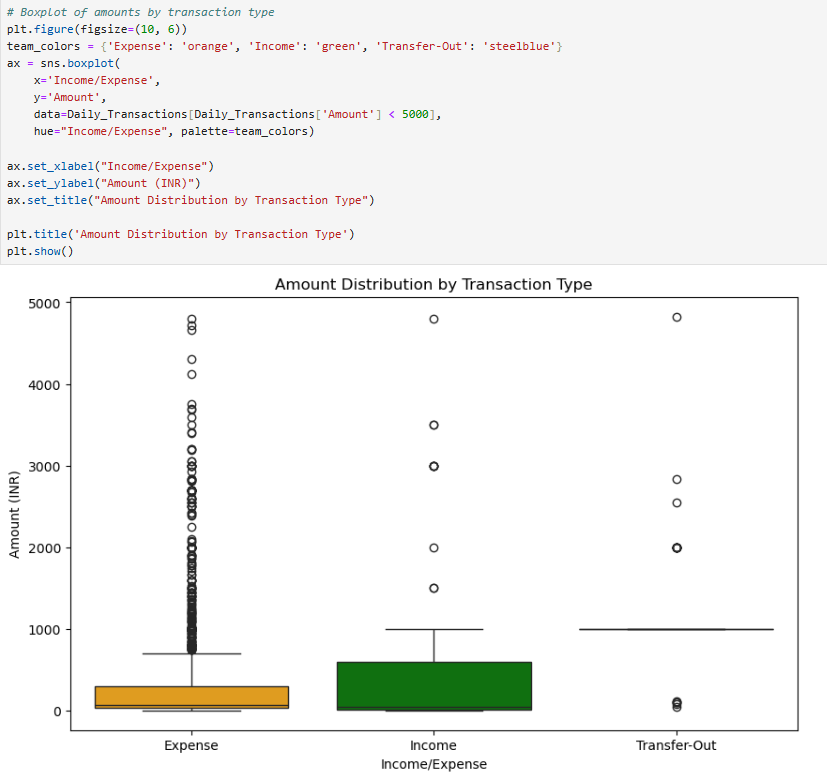 # Boxplot of amounts by transaction type
plt.figure(figsize=(10, 6))
team_colors = {'Expense': 'orange', 'Income': 'green', 'Transfer-Out': 'steelblue'}
ax = sns.boxplot(
    x='Income/Expense',
    y='Amount',
    data=Daily_Transactions[Daily_Transactions['Amount'] < 5000],
    hue="Income/Expense", palette=team_colors)
ax.set_xlabel("Income/Expense")
ax.set_ylabel("Amount (INR)")
ax.set_title("Amount Distribution by Transaction Type")
plt.title('Amount Distribution by Transaction Type')
plt.show()
Amount Distribution by Transaction Type
5000
4000
3000
2000
1000
0
Amount (INR)
Expense Income Transfer-Out
Income/Expense